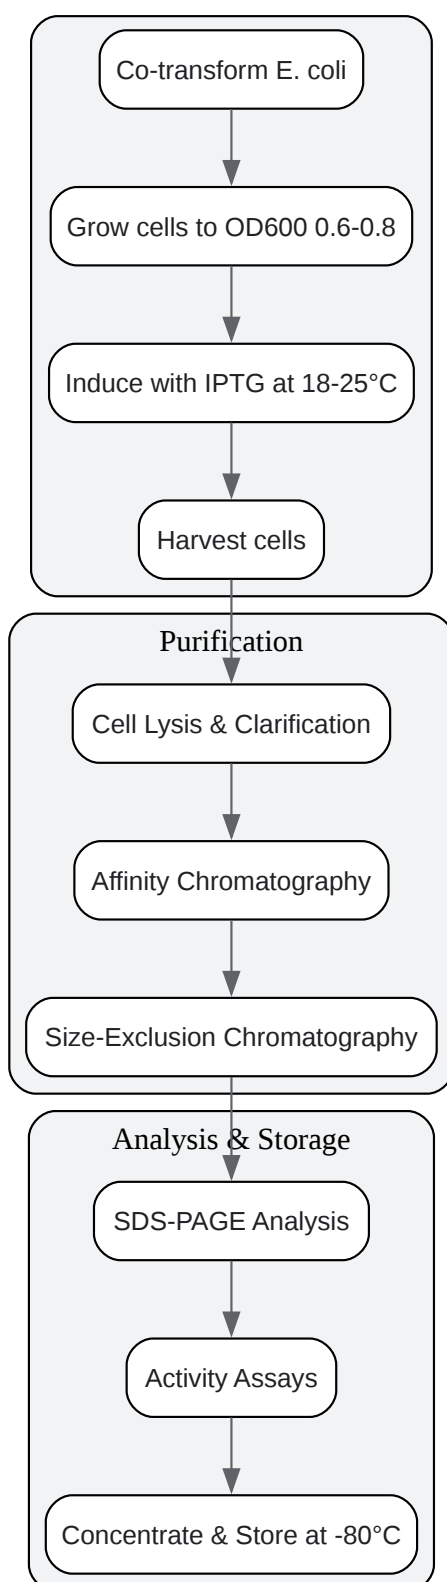 Co-transform E. coli
Grow cells to OD600 0.6-0.8
Induce with IPTG at 18-25°C
Harvest cells
Purification
Cell Lysis & Clarification
Affinity Chromatography
Size-Exclusion Chromatography
Analysis & Storage
SDS-PAGE Analysis
Activity Assays
Concentrate & Store at -80°C